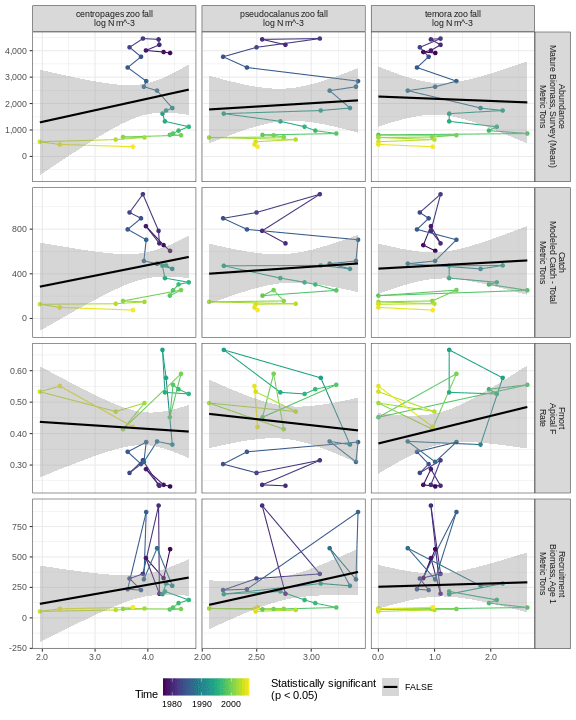 centropages zoo fall
log N m^-3
pseudocalanus zoo fall
log N m^-3
temora zoo fall
log N m^-3
4,000
3,000
2,000
1,000
0
Abundance
Mature Biomass, Survey (Mean)
Metric Tons
800
400
0
Catch
Modeled Catch - Total
Metric Tons
0.60
0.50
0.40
0.30
Fmort
Apical F
Rate
750
500
250
0
-250
Recruitment
Biomass, Age 1
Metric Tons
2.0
3.0
4.0
2.00
2.50
3.00
0.0
1.0
2.0
Time
1980
1990
2000
Statistically significant
(p < 0.05)
FALSE